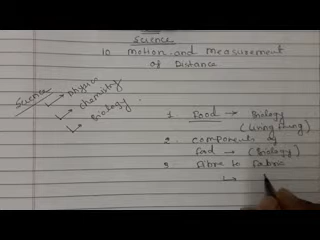 Science
10 Motion and Measurement
of Distance
Science
Physics
Chemistry
Biology
1. Food → Biology
(Living thing)
2. Components of
Food → (Biology)
3. Fibre to Fabric